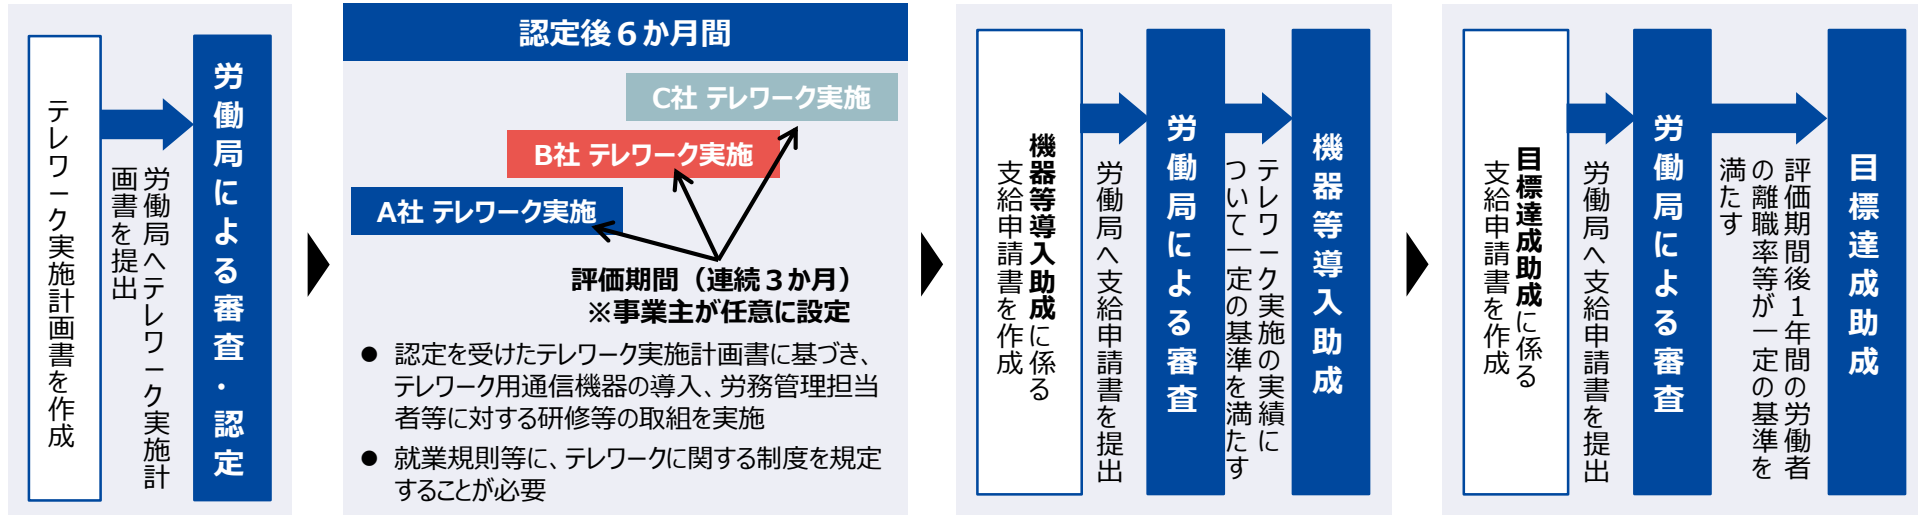 テレワーク実施計画書を作成
労働局へテレワーク実施計
画書を提出
労働局による審査・認定
認定後６か月間
C社 テレワーク実施
B社 テレワーク実施
A社 テレワーク実施
評価期間（連続３か月）
※事業主が任意に設定
● 認定を受けたテレワーク実施計画書に基づき、
テレワーク用通信機器の導入、労務管理担当
者等に対する研修等の取組を実施
● 就業規則等に、テレワークに関する制度を規定
することが必要
機器等導入助成に係る
支給申請書を作成
労働局へ支給申請書を提出
労働局による審査
テレワーク実施の実績に
ついて一定の基準を満たす
機器等導入助成
目標達成助成に係る
支給申請書を作成
労働局へ支給申請書を提出
労働局による審査
評価期間後１年間の労働者
の離職率等が一定の基準を
満たす
目標達成助成